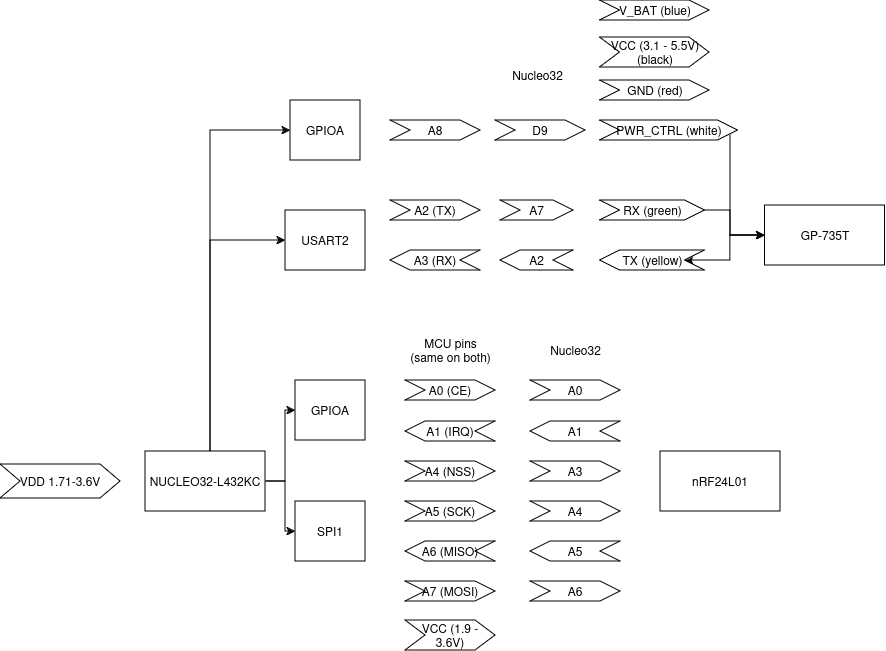 V_BAT (blue)
VCC (3.1 - 5.5V)
(black)
Nucleo32
GND (red)
GPIOA
A8
D9
PWR_CTRL (white)
USART2
A2 (TX)
A7
RX (green)
GP-735T
A3 (RX)
A2
TX (yellow)
MCU pins
(same on both)
Nucleo32
GPIOA
A0 (CE)
A0
A1 (IRQ)
A1
VDD 1.71-3.6V
NUCLEO32-L432KC
A4 (NSS)
A3
nRF24L01
SPI1
A5 (SCK)
A4
A6 (MISO)
A5
A7 (MOSI)
A6
VCC (1.9 -
3.6V)